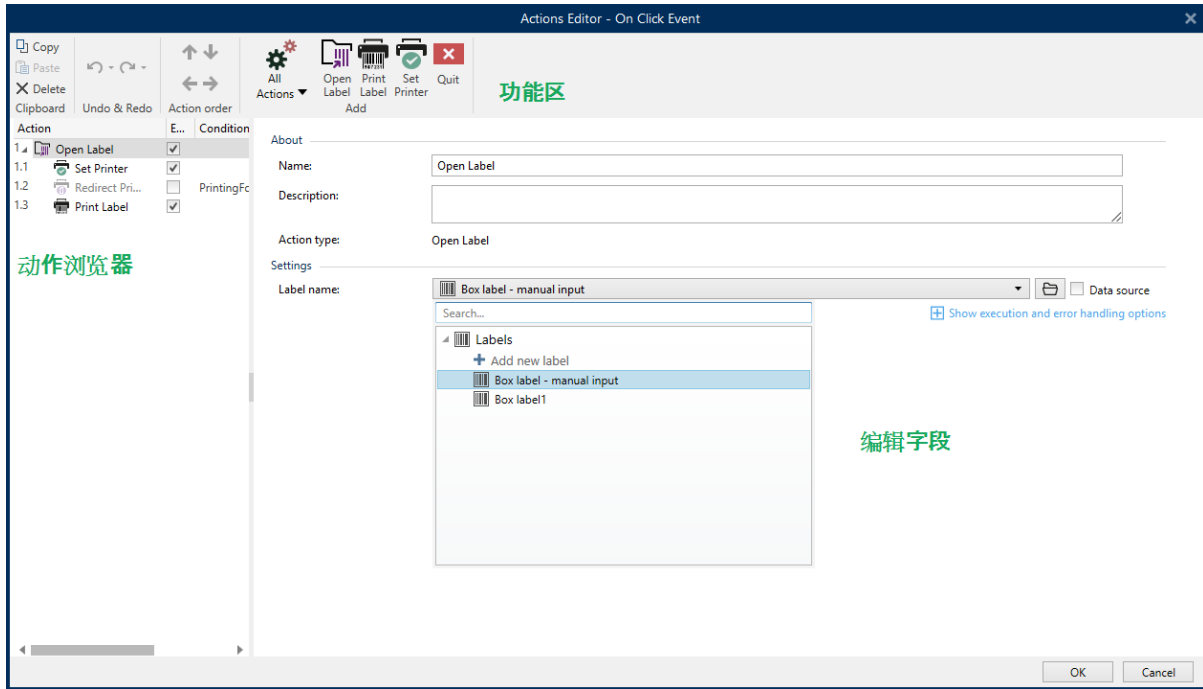 Actions Editor - On Click Event
Copy
Paste
Delete
Clipboard
Undo & Redo
Action order
All Actions
Open Label
Print Label
Set Printer
Quit
Add
功能区
Action E... Condition
1 Open Label
1.1 Set Printer
1.2 Redirect Pri... PrintingFo
1.3 Print Label
动作浏览器
About
Name: Open Label
Description:
Action type: Open Label
Settings
Label name: Box label - manual input Data source
Search...
Show execution and error handling options
Labels
Add new label
Box label - manual input
Box label1
编辑字段
OK Cancel